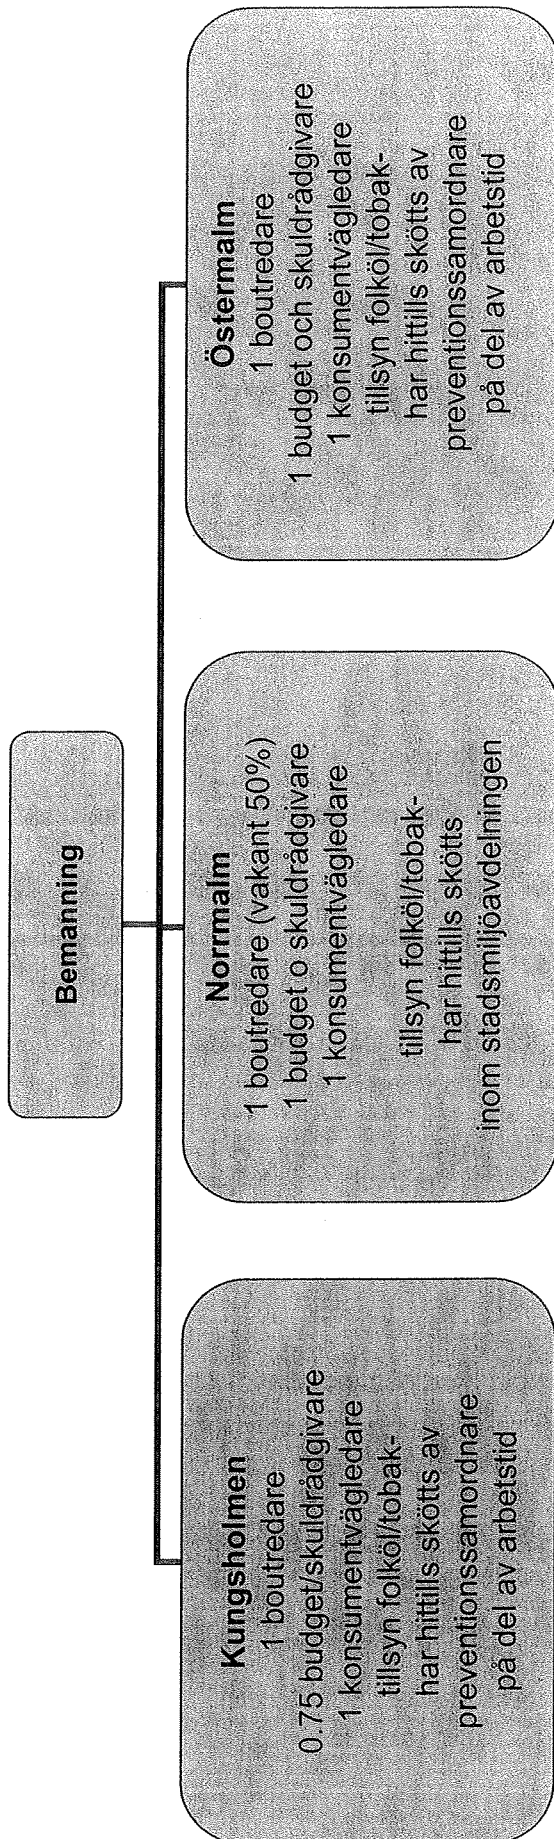 Bemanning
Kungsholmen
1 boutredare
0.75 budget/skuldrådgivare
1 konsumentvägledare
tillsyn folköl/tobak-
har hittills skötts av
preventionssamordnare
på del av arbetstid
Norrmalm
1 boutredare (vakant 50%)
1 budget o skuldrådgivare
1 konsumentvägledare
tillsyn folköl/tobak-
har hittills skötts
inom stadsmiljöavdelningen
Östermalm
1 boutredare
1 budget och skuldrådgivare
1 konsumentvägledare
tillsyn folköl/tobak-
har hittills skötts av
preventionssamordnare
på del av arbetstid